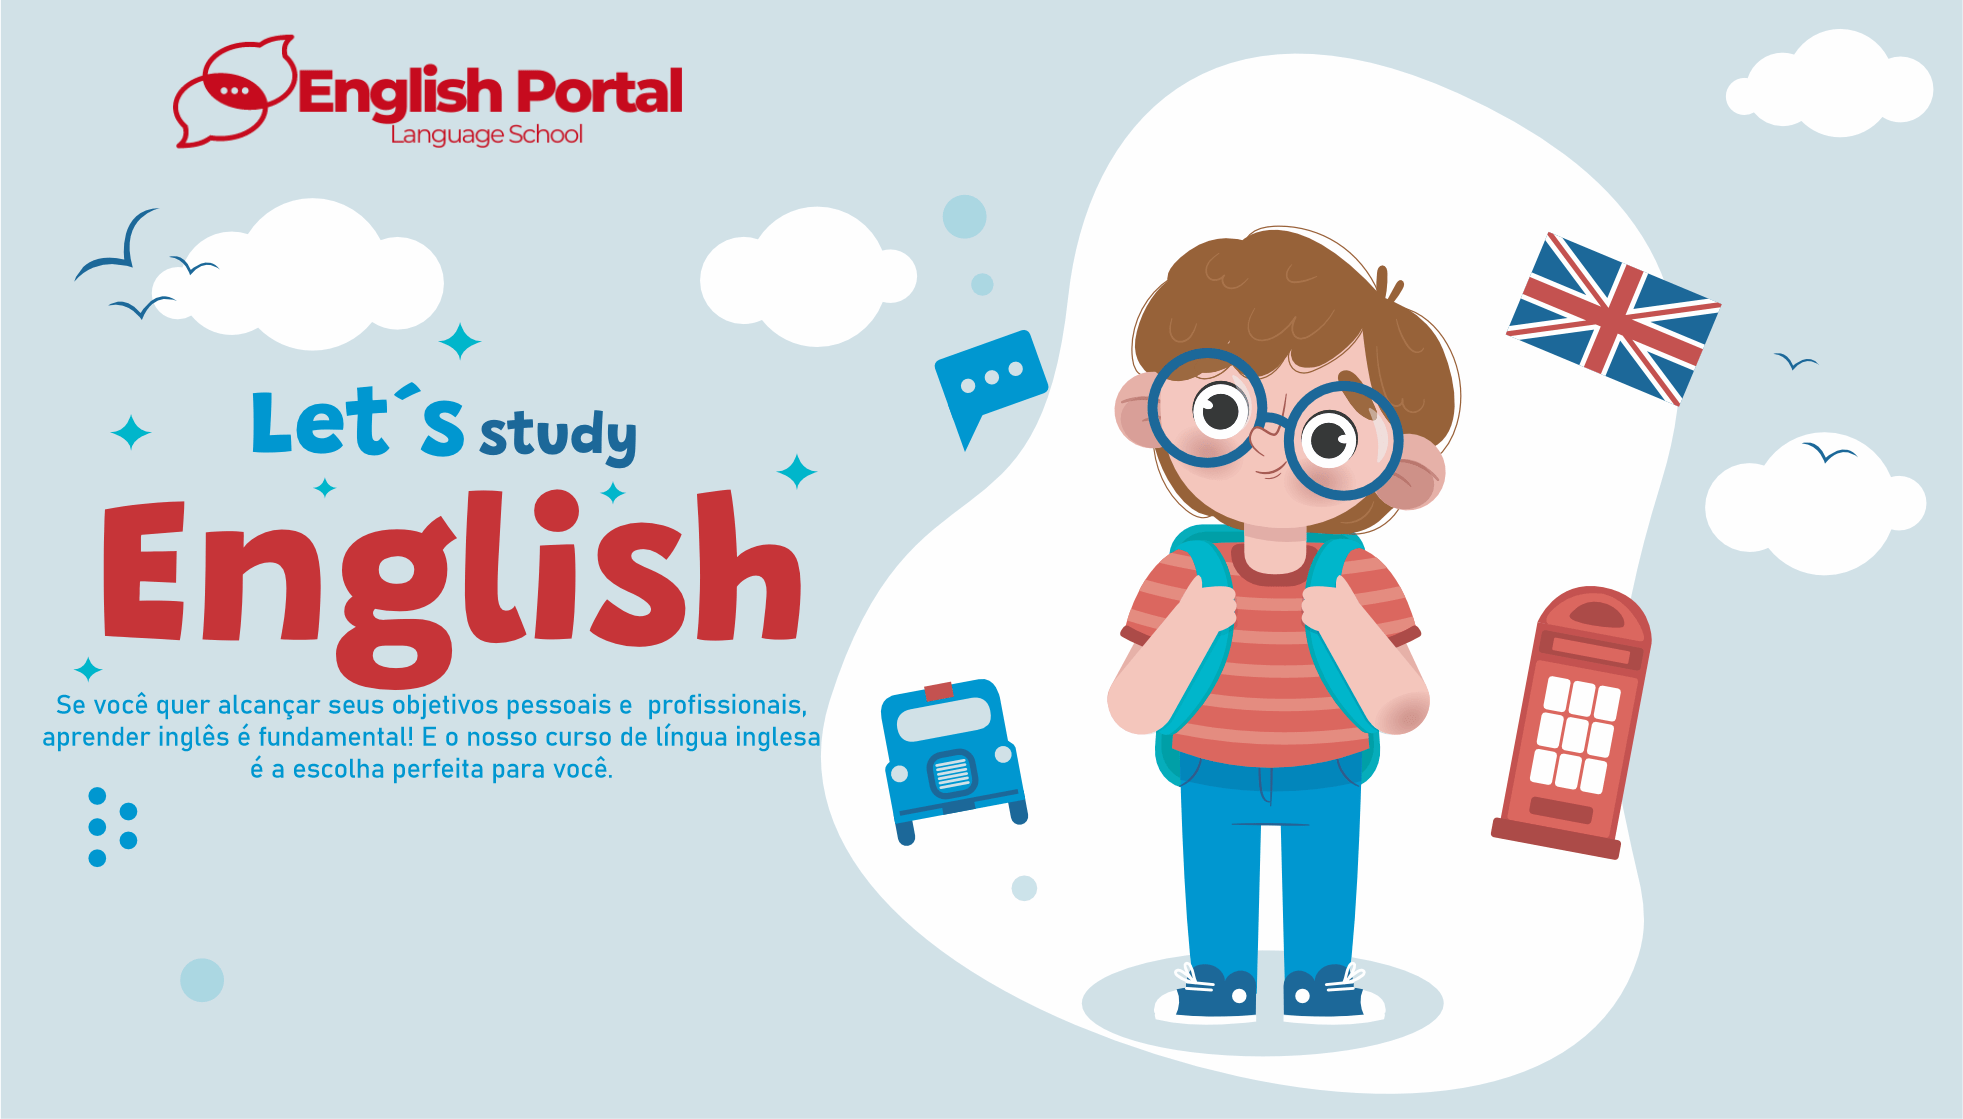 English Portal
Language School
Let´s study
English
Se você quer alcançar seus objetivos pessoais e  profissionais,
aprender inglês é fundamental! E o nosso curso de língua inglesa
é a escolha perfeita para você.